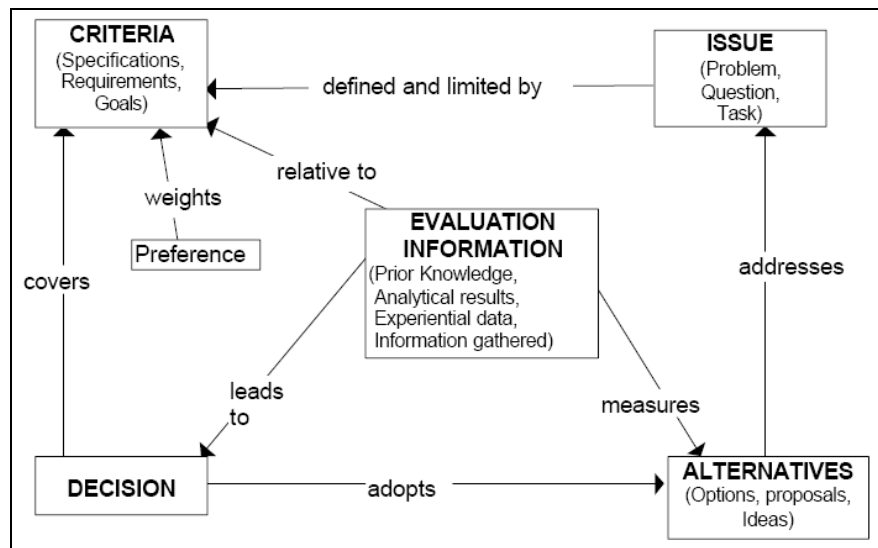 CRITERIA
(Specifications,
Requirements,
Goals)
defined and limited by
ISSUE
(Problem,
Question,
Task)
relative to
weights
Preference
covers
EVALUATION
INFORMATION
(Prior Knowledge,
Analytical results,
Experiential data,
Information gathered)
addresses
leads
to
measures
DECISION
adopts
ALTERNATIVES
(Options, proposals,
Ideas)